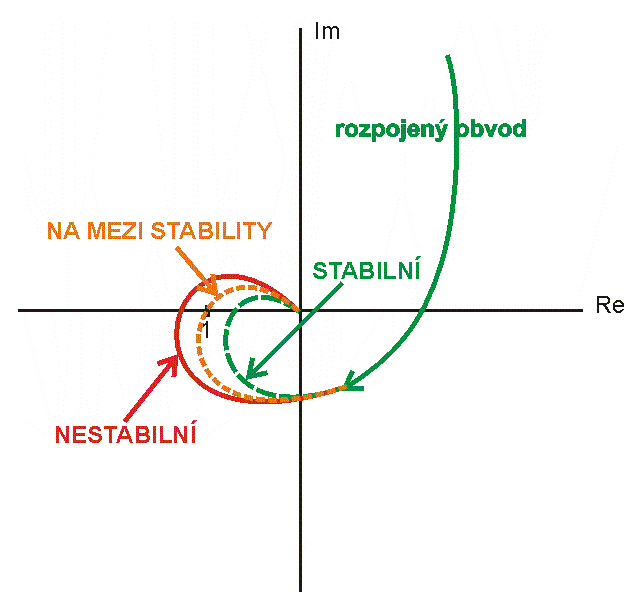 Im
rozpojený obvod
NA MEZI STABILITY
STABILNÍ
Re
1
NESTABILNÍ